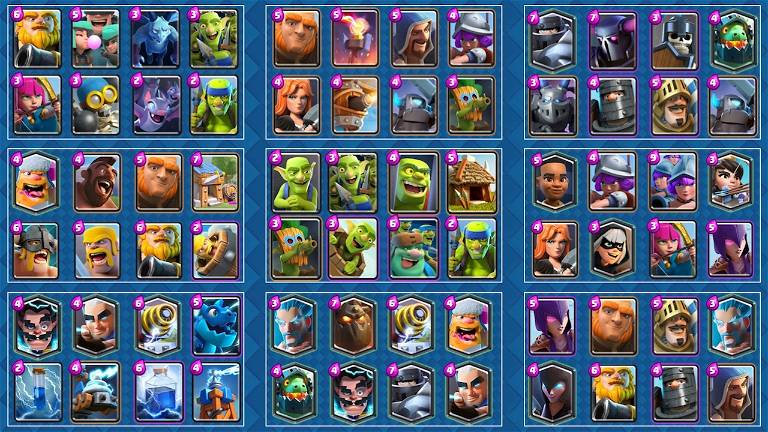 6 5 3 3
3 3 2 2
5 5 5 4
4 4 4 4
7 7 3 4
3 4 5 4
4 4 5 7
6 5 6 2
2 3 4 5
3 3 6 2
5 4 9 3
4 3 3 5
4 4 6 5
2 4 6 4
3 7 6 4
4 4 7 4
5 5 5 3
4 6 4 5